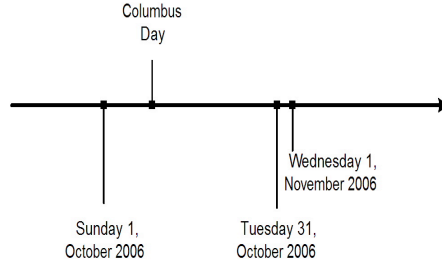 Columbus
Day
Wednesday 1,
November 2006
Sunday 1,
October 2006
Tuesday 31,
October 2006